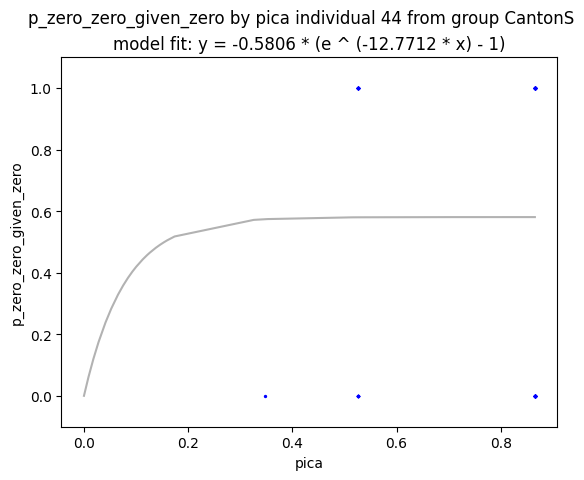 p_zero_zero_given_zero by pica individual 44 from group CantonS
model fit: y = -0.5806 * (e ^ (-12.7712 * x) - 1)
1.0
0.8
0.6
0.4
0.2
0.0
p_zero_zero_given_zero
0.0 0.2 0.4 0.6 0.8
pica